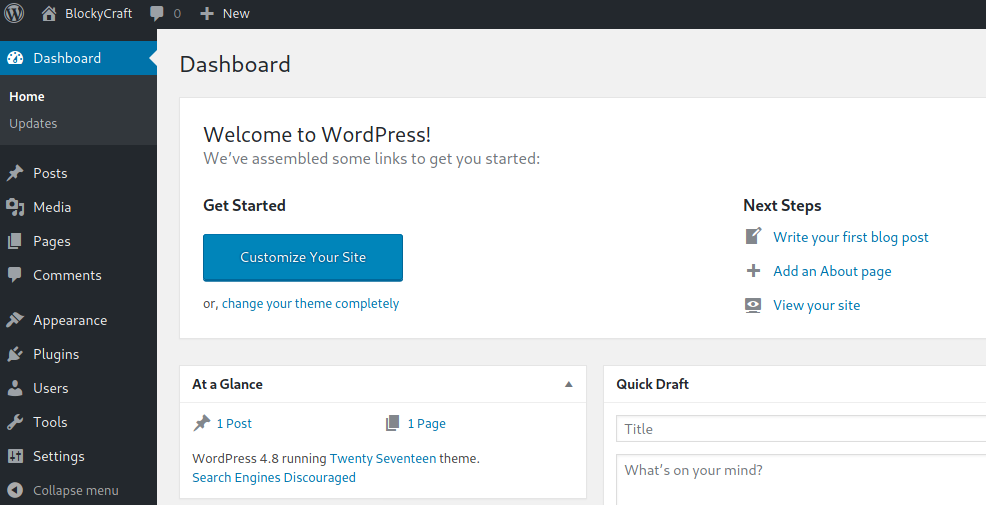 BlockyCraft 0 New
Dashboard
Home
Updates
Posts
Media
Pages
Comments
Appearance
Plugins
Users
Tools
Settings
Collapse menu
Dashboard
Welcome to WordPress!
We’ve assembled some links to get you started:
Get Started
Customize Your Site
or, change your theme completely
Next Steps
Write your first blog post
Add an About page
View your site
At a Glance
1 Post 1 Page
WordPress 4.8 running Twenty Seventeen theme.
Search Engines Discouraged
Quick Draft
Title
What’s on your mind?